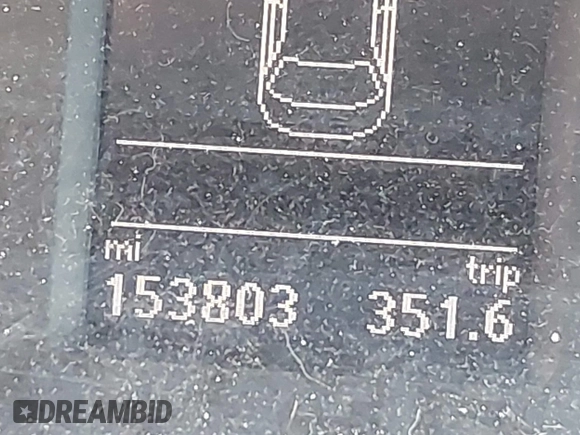 mi
trip
153803 351.6
DREAMBID